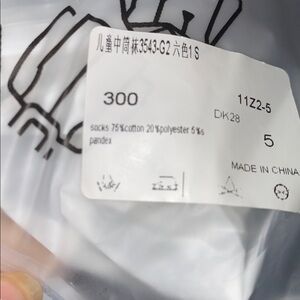 儿童中筒袜3543-G2 六色1 S
300
11Z2-5
DK28
5
socks 75%cotton 20%polyester 5%s
pandex
MADE IN CHINA